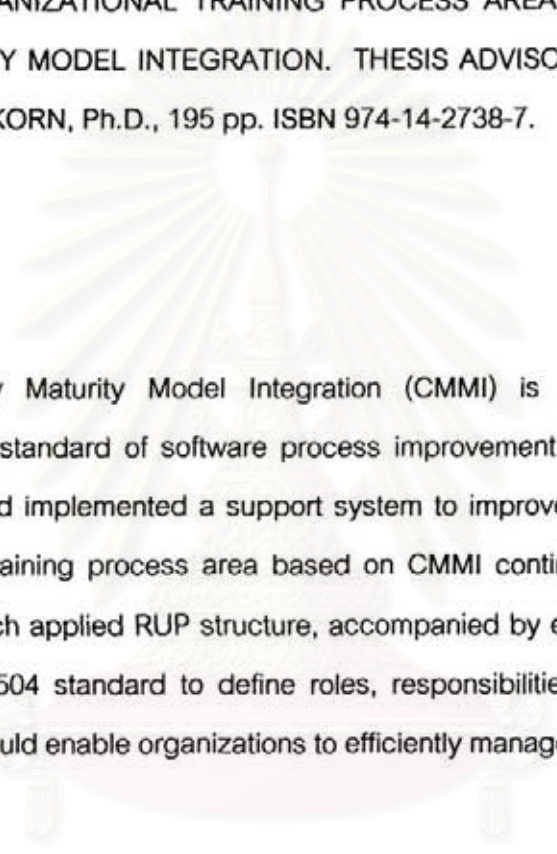 ANIZATIONAL TRAINING PROCESS AREA
Y MODEL INTEGRATION. THESIS ADVISO
KORN, Ph.D., 195 pp. ISBN 974-14-2738-7.
Maturity Model Integration (CMMI) is
standard of software process improvement
d implemented a support system to improve
aining process area based on CMMI conti
ch applied RUP structure, accompanied by e
504 standard to define roles, responsibilitie
uld enable organizations to efficiently manage